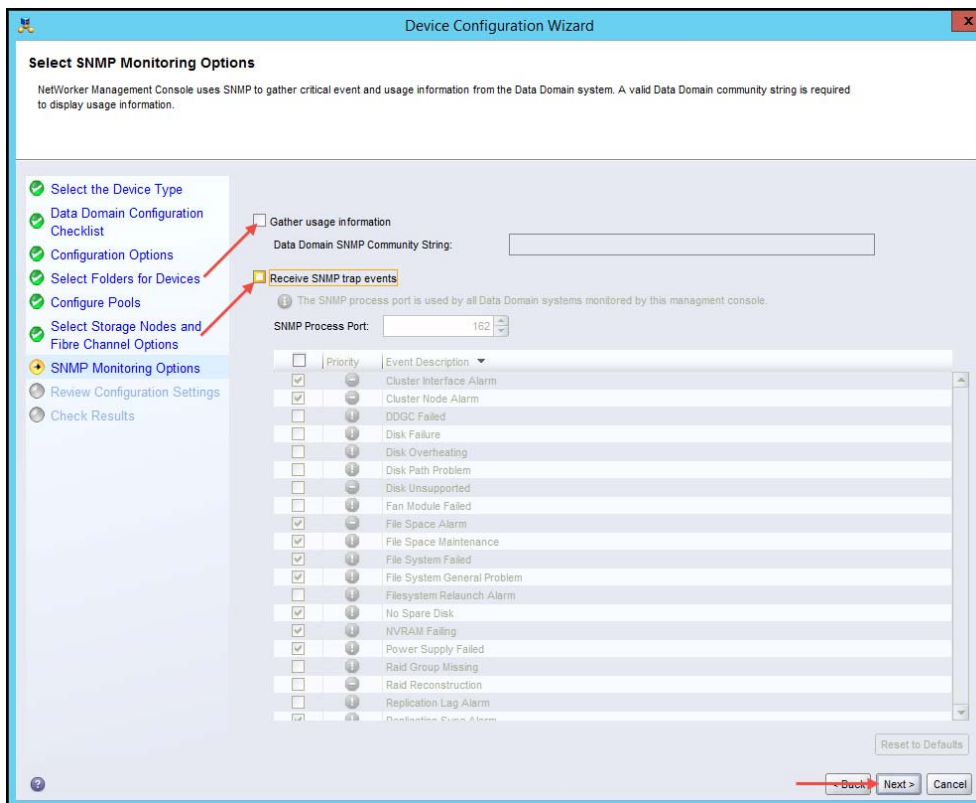 Device Configuration Wizard
x
Select SNMP Monitoring Options
NetWorker Management Console uses SNMP to gather critical event and usage information from the Data Domain system. A valid Data Domain community string is required
to display usage information.
Select the Device Type
Data Domain Configuration
Checklist
Configuration Options
Select Folders for Devices
Configure Pools
Select Storage Nodes and
Fibre Channel Options
SNMP Monitoring Options
Review Configuration Settings
Check Results
Gather usage information
Data Domain SNMP Community String:
Receive SNMP trap events
The SNMP process port is used by all Data Domain systems monitored by this managment console.
SNMP Process Port: 162
Priority Event Description
Cluster Interface Alarm
Cluster Node Alarm
DDGC Failed
Disk Failure
Disk Overheating
Disk Path Problem
Disk Unsupported
Fan Module Failed
File Space Alarm
File Space Maintenance
File System Failed
File System General Problem
Filesystem Relaunch Alarm
No Spare Disk
NVRAM Failing
Power Supply Failed
Raid Group Missing
Raid Reconstruction
Replication Lag Alarm
Replication Sync Alarm
Reset to Defaults
< Back Next > Cancel